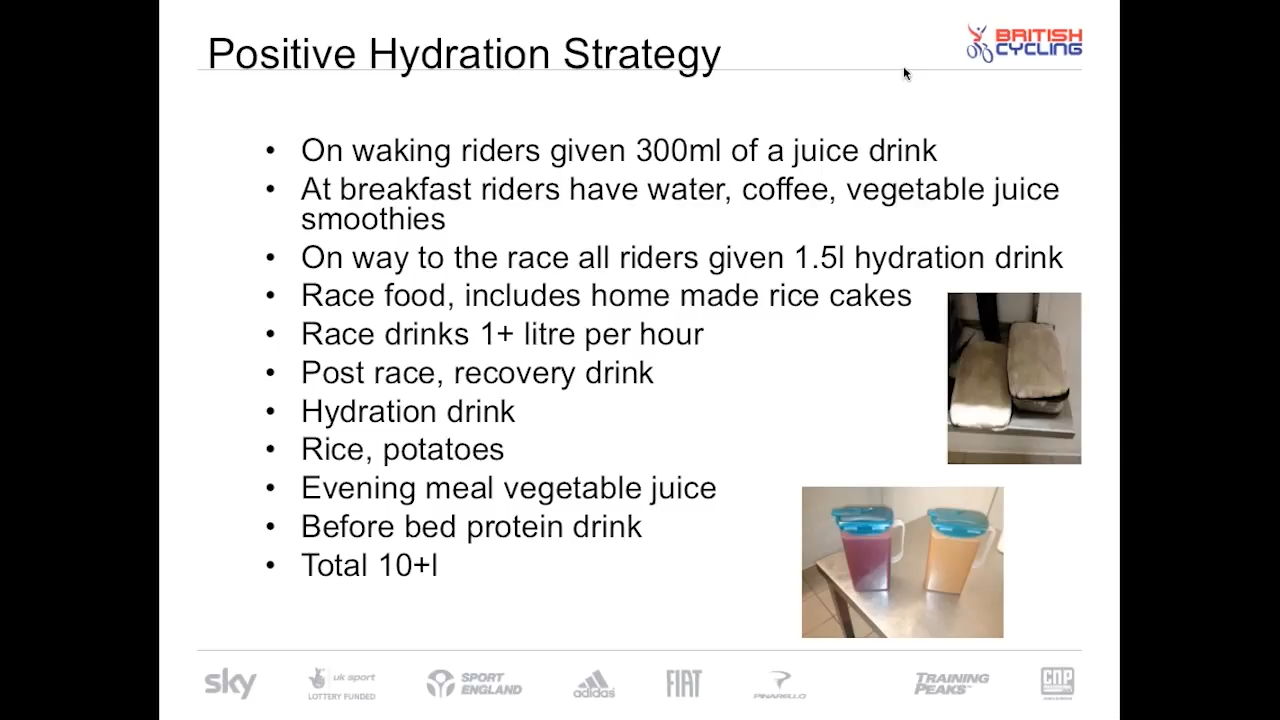 Positive Hydration Strategy
BRITISH
CYCLING
• On waking riders given 300ml of a juice drink
• At breakfast riders have water, coffee, vegetable juice
smoothies
• On way to the race all riders given 1.5l hydration drink
• Race food, includes home made rice cakes
• Race drinks 1+ litre per hour
• Post race, recovery drink
• Hydration drink
• Rice, potatoes
• Evening meal vegetable juice
• Before bed protein drink
• Total 10+l
sky
uk sport
LOTTERY FUNDED
SPORT
ENGLAND
adidas
FIAT
PINARELLO
TRAINING
PEAKS
CNP